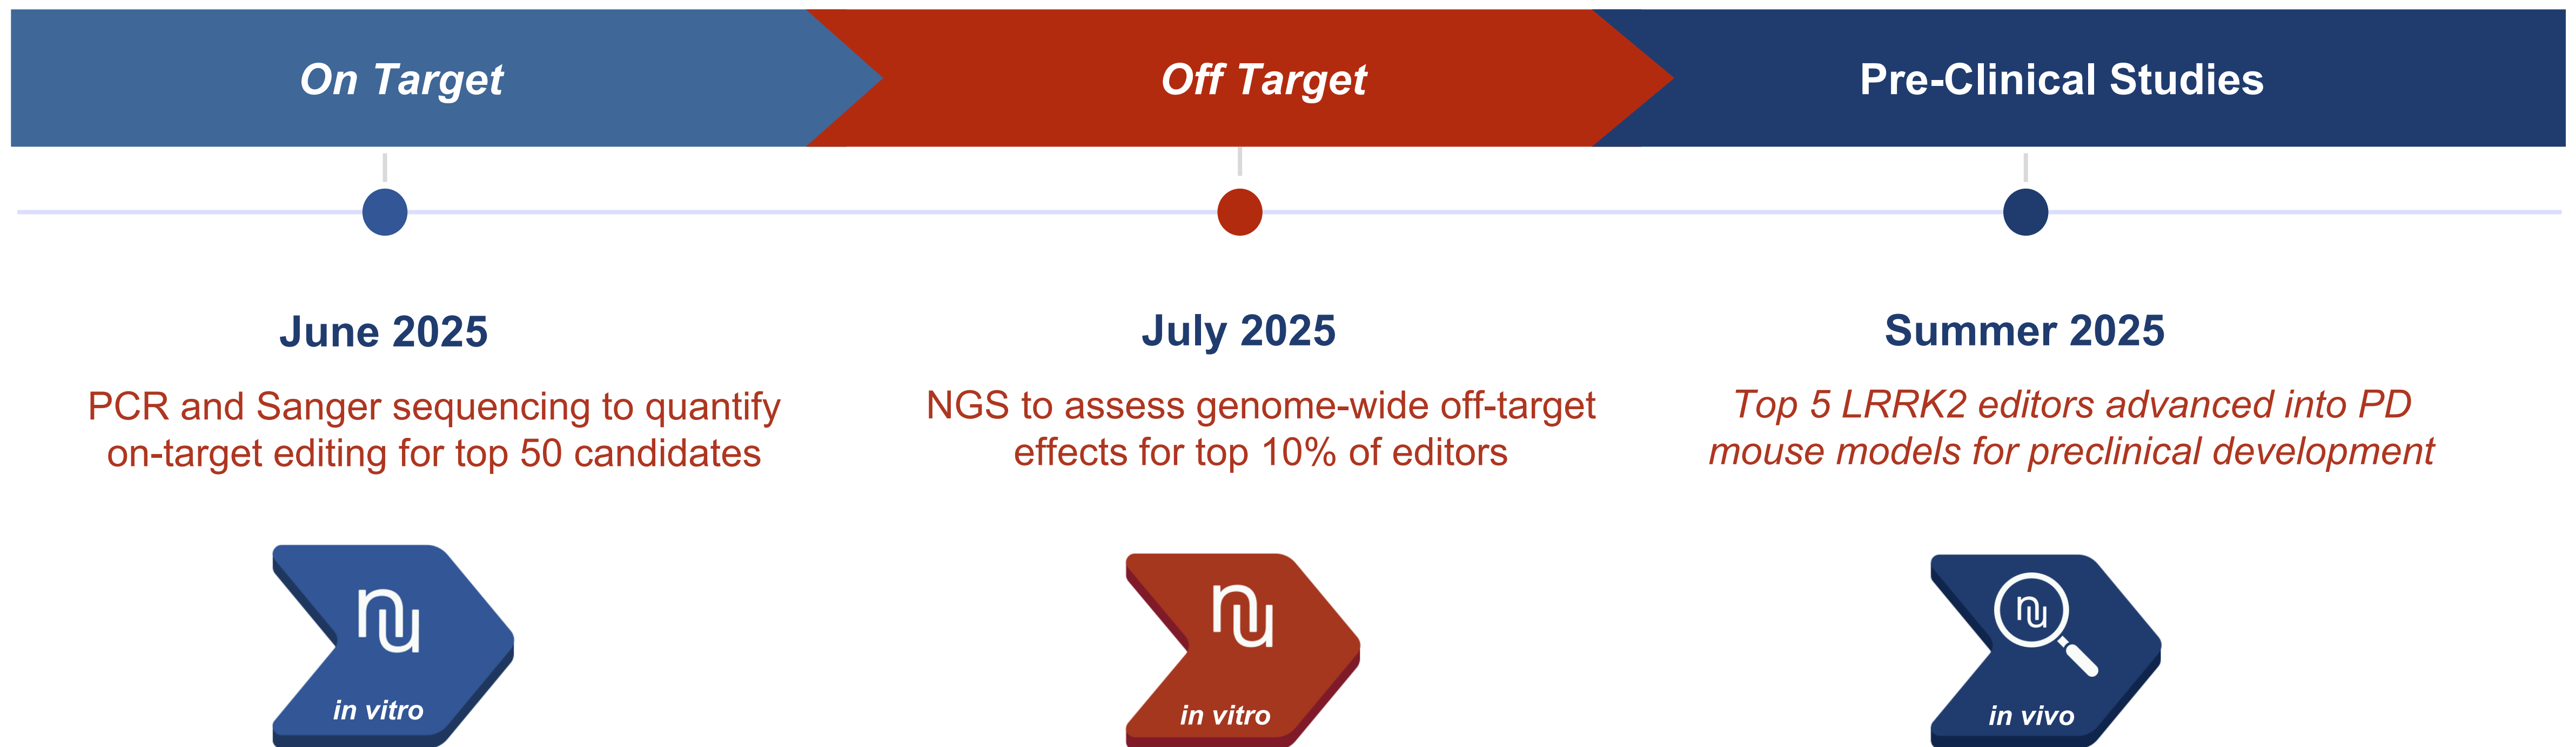 On Target
Off Target
Pre-Clinical Studies
June 2025
PCR and Sanger sequencing to quantify
on-target editing for top 50 candidates
July 2025
NGS to assess genome-wide off-target
effects for top 10% of editors
Summer 2025
Top 5 LRRK2 editors advanced into PD
mouse models for preclinical development
nu
in vitro
nu
in vitro
nu
in vivo